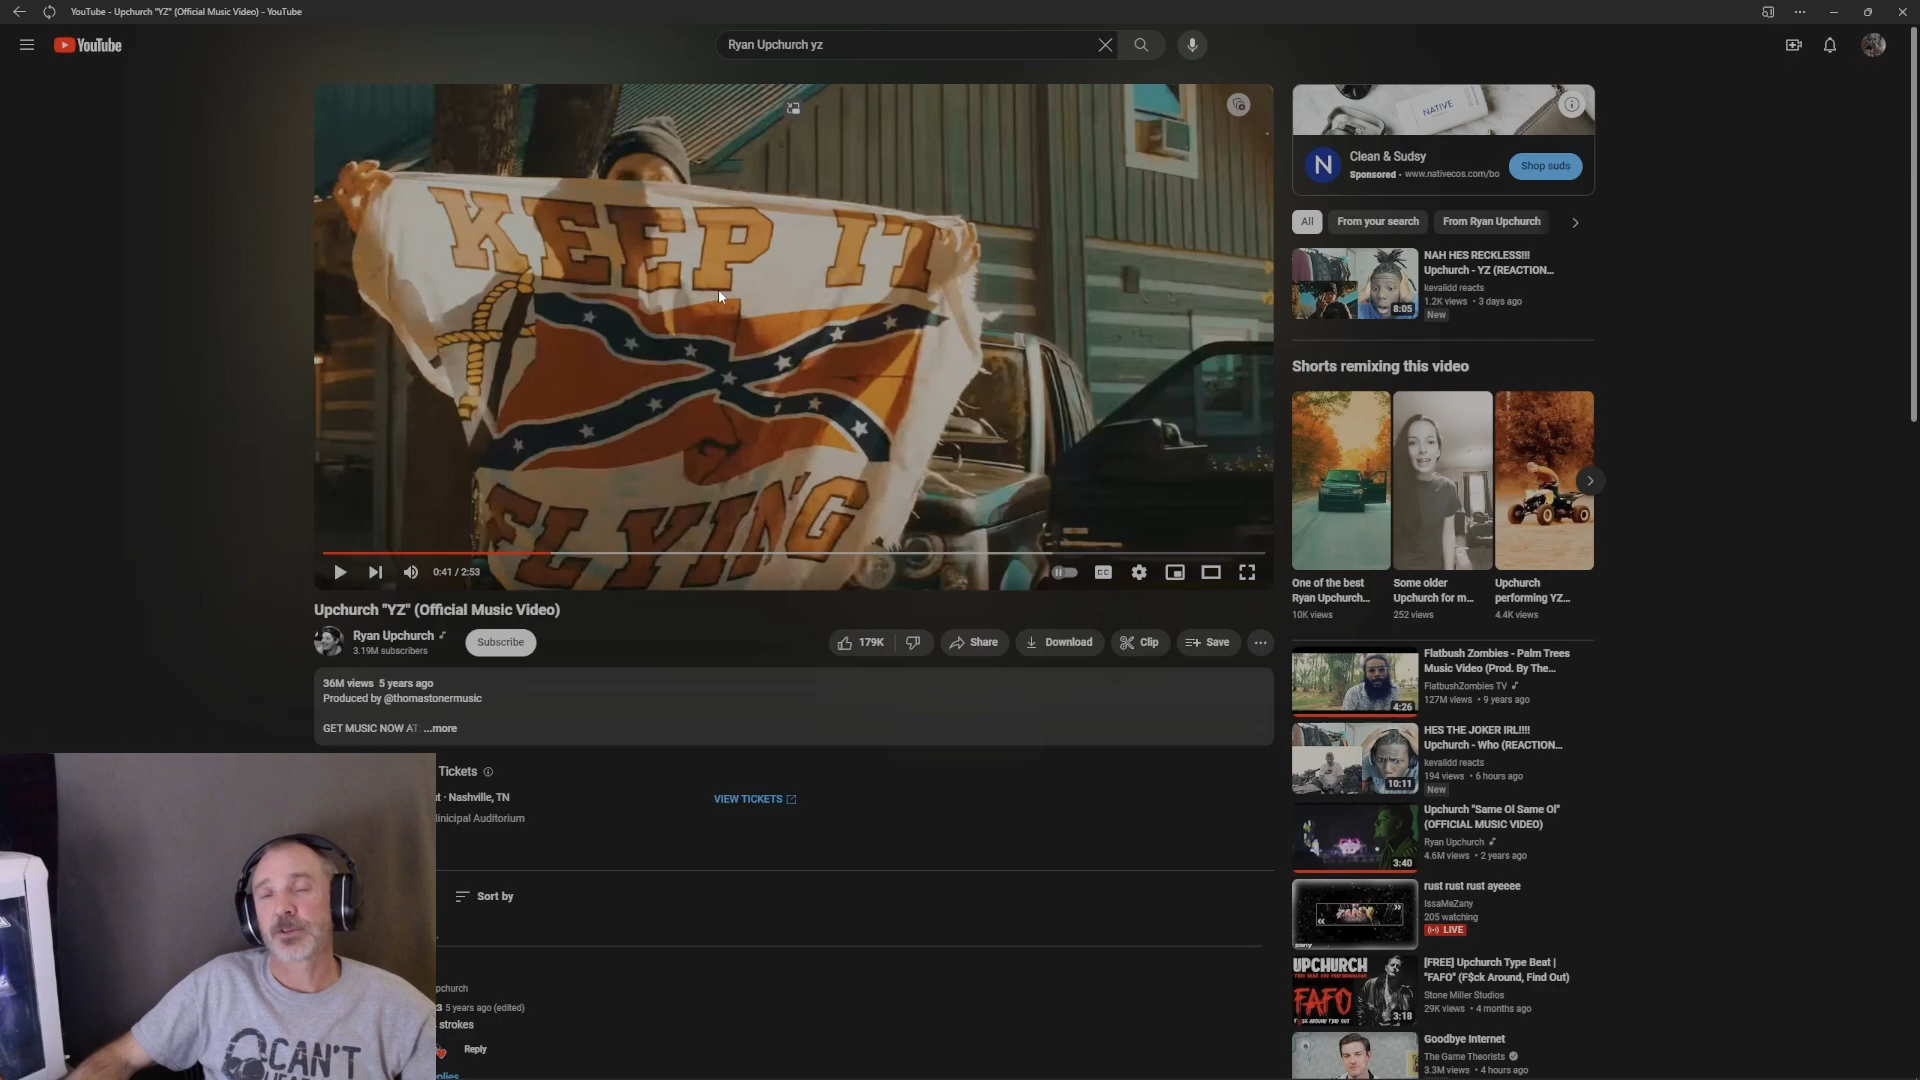 YouTube - Upchurch "YZ" (Official Music Video) - YouTube
YouTube
Ryan Upchurch yz
KEEP IT
FLYING
0:41 / 2:53
CC
Upchurch "YZ" (Official Music Video)
Ryan Upchurch
3.19M subscribers
Subscribe
179K
Share
Download
Clip
Save
36M views 5 years ago
Produced by @thomastonermusic
GET MUSIC NOW AT: ...more
Tickets
· Nashville, TN
Auditorium
VIEW TICKETS
Sort by
pchurch
3 5 years ago (edited)
strokes
Reply
plies
CAN'T
NATIVE
N
Clean & Sudsy
Sponsored · www.nativecos.com/bo
Shop suds
All
From your search
From Ryan Upchurch
NAH HES RECKLESS!!!
Upchurch - YZ (REACTION...
kevalidd reacts
1.2K views • 3 days ago
New
8:05
Shorts remixing this video
One of the best
Ryan Upchurch...
10K views
Some older
Upchurch for m...
252 views
Upchurch
performing YZ...
4.4K views
Flatbush Zombies - Palm Trees
Music Video (Prod. By The...
FlatbushZombies TV
127M views • 9 years ago
4:26
HES THE JOKER IRL!!!!
Upchurch - Who (REACTION...
kevalidd reacts
194 views • 6 hours ago
New
10:11
Upchurch "Same Ol Same Ol"
(OFFICIAL MUSIC VIDEO)
Ryan Upchurch
4.6M views • 2 years ago
3:40
rust rust rust ayeeee
IssaMeZany
205 watching
LIVE
UPCHURCH
FAFO
3:18
[FREE] Upchurch Type Beat |
"FAFO" (F$ck Around, Find Out)
Stone Miller Studios
29K views • 4 months ago
Goodbye Internet
The Game Theorists
3.3M views • 4 hours ago